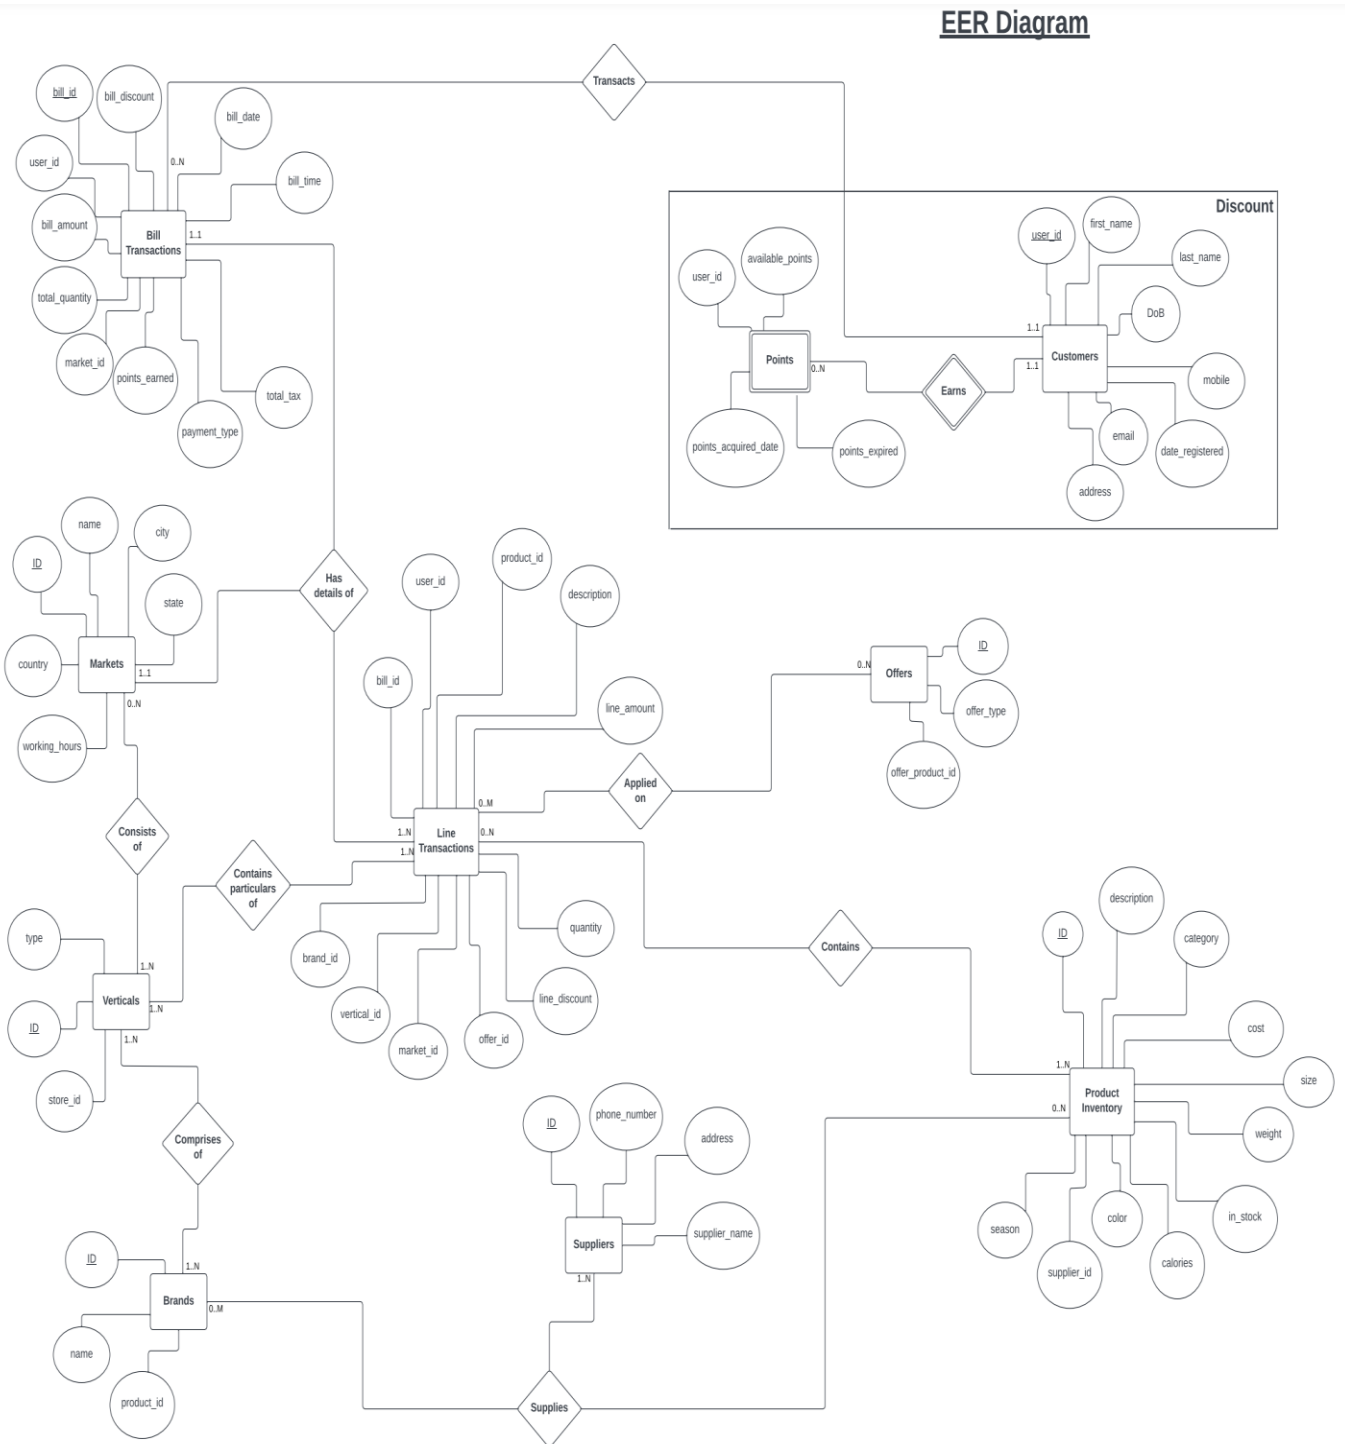 EER Diagram
Transacts
bill_id
bill_discount
bill_date
user_id
0..N
bill_time
bill_amount
Bill
Transactions
1..1
total_quantity
market_id
points_earned
payment_type
total_tax
Discount
user_id
first_name
last_name
available_points
user_id
DoB
1..1
Points
0..N
Customers
1..1
Earns
mobile
points_acquired_date
points_expired
email
date_registered
address
name
city
ID
state
Has
details of
country
Markets
1..1
0..N
working_hours
user_id
product_id
description
bill_id
line_amount
0..N
Offers
ID
offer_type
offer_product_id
Applied
on
0..M
Consists
of
1..N
Line
Transactions
0..N
1..N
Contains
particulars
of
type
brand_id
quantity
Contains
1..N
Verticals
1..N
ID
1..N
vertical_id
line_discount
market_id
offer_id
store_id
description
ID
category
cost
1..N
size
Product
Inventory
0..N
weight
season
color
in_stock
supplier_id
calories
Comprises
of
ID
phone_number
address
Suppliers
supplier_name
1..N
ID
1..N
Brands
0..M
name
product_id
Supplies